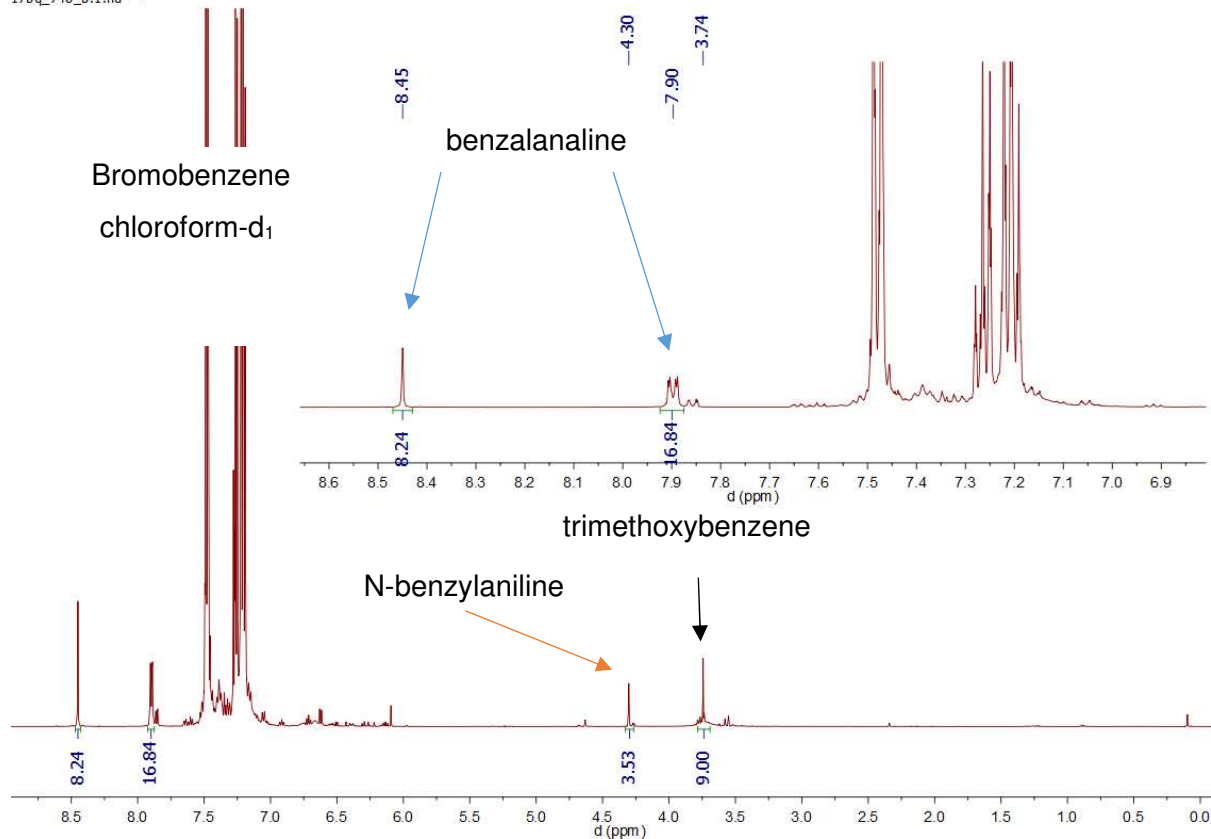 –8.45
–7.90
–4.30
–3.74
benzalanaline
Bromobenzene
chloroform-d₁
8.24
16.84
8.6 8.5 8.4 8.3 8.2 8.1 8.0 7.9 7.8 7.7 7.6 7.5 7.4 7.3 7.2 7.1 7.0 6.9
d (ppm)
trimethoxybenzene
N-benzylaniline
8.24
16.84
3.53
9.00
8.5 8.0 7.5 7.0 6.5 6.0 5.5 5.0 4.5 4.0 3.5 3.0 2.5 2.0 1.5 1.0 0.5 0.0
d (ppm)